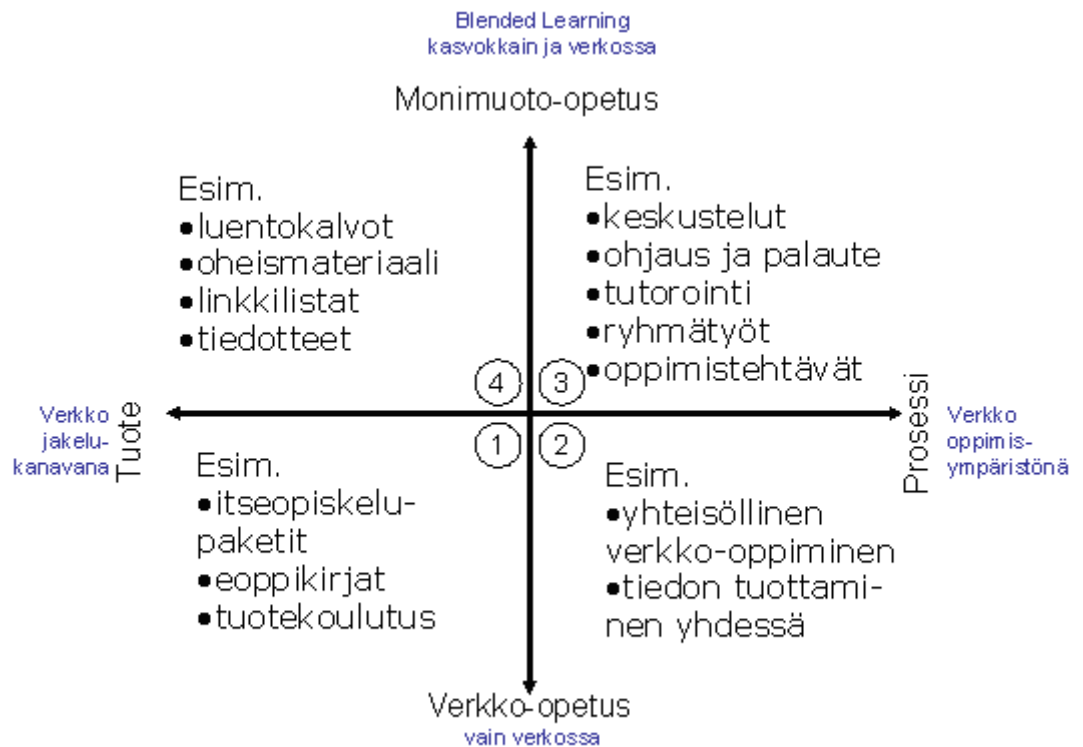 Blended Learning
kasvokkain ja verkossa
Monimuoto-opetus
Esim.
•luentokalvot
•oheismateriaali
•linkkilistat
•tiedotteet
Esim.
•keskustelut
•ohjaus ja palaute
•tutorointi
•ryhmätyöt
•oppimistehtävät
4
3
Verkko
jakelu-
kanavana
Tuote
Prosessi
Verkko
oppimis-
ympäristönä
1
2
Esim.
•itseopiskelu-
paketit
•eoppikirjat
•tuotekoulutus
Esim.
•yhteisöllinen
verkko-oppiminen
•tiedon tuottami-
nen yhdessä
Verkko-opetus
vain verkossa